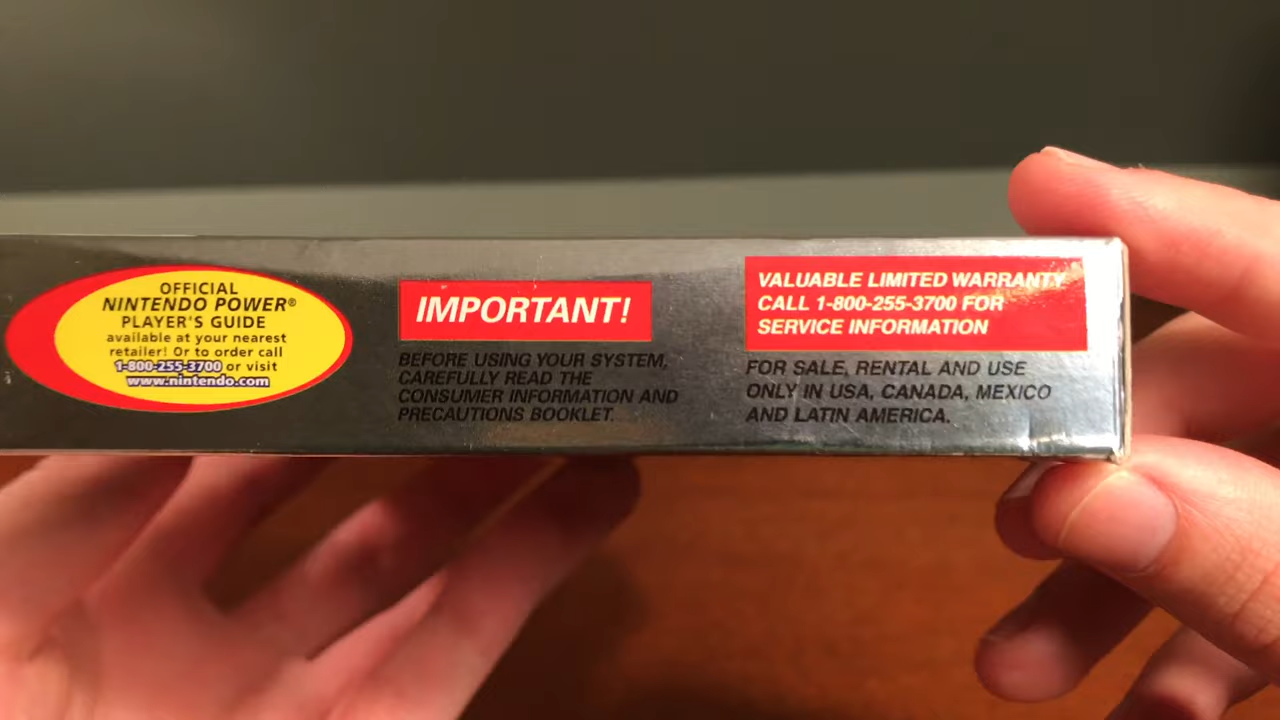 OFFICIAL
NINTENDO POWER®
PLAYER'S GUIDE
available at your nearest
retailer! Or to order call
1-800-255-3700 or visit
www.nintendo.com
IMPORTANT!
BEFORE USING YOUR SYSTEM,
CAREFULLY READ THE
CONSUMER INFORMATION AND
PRECAUTIONS BOOKLET.
VALUABLE LIMITED WARRANTY
CALL 1-800-255-3700 FOR
SERVICE INFORMATION
FOR SALE, RENTAL AND USE
ONLY IN USA, CANADA, MEXICO
AND LATIN AMERICA.